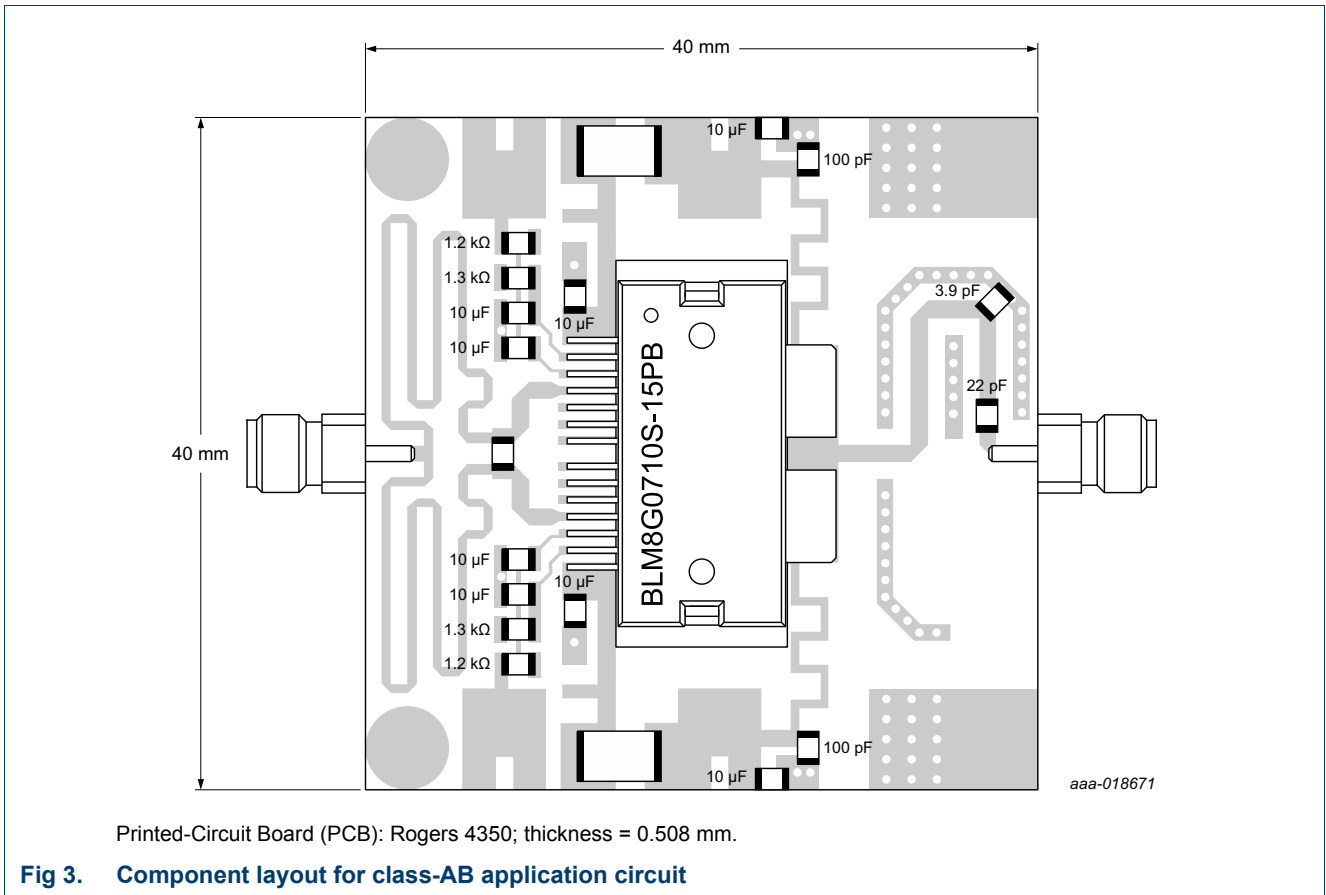 40 mm
10 µF
100 pF
1.2 kΩ
1.3 kΩ
10 µF
10 µF
10 µF
3.9 pF
22 pF
40 mm
BLM8G0710S-15PB
10 µF
10 µF
10 µF
1.3 kΩ
1.2 kΩ
100 pF
10 µF
aaa-018671
Printed-Circuit Board (PCB): Rogers 4350; thickness = 0.508 mm.
Fig 3. Component layout for class-AB application circuit